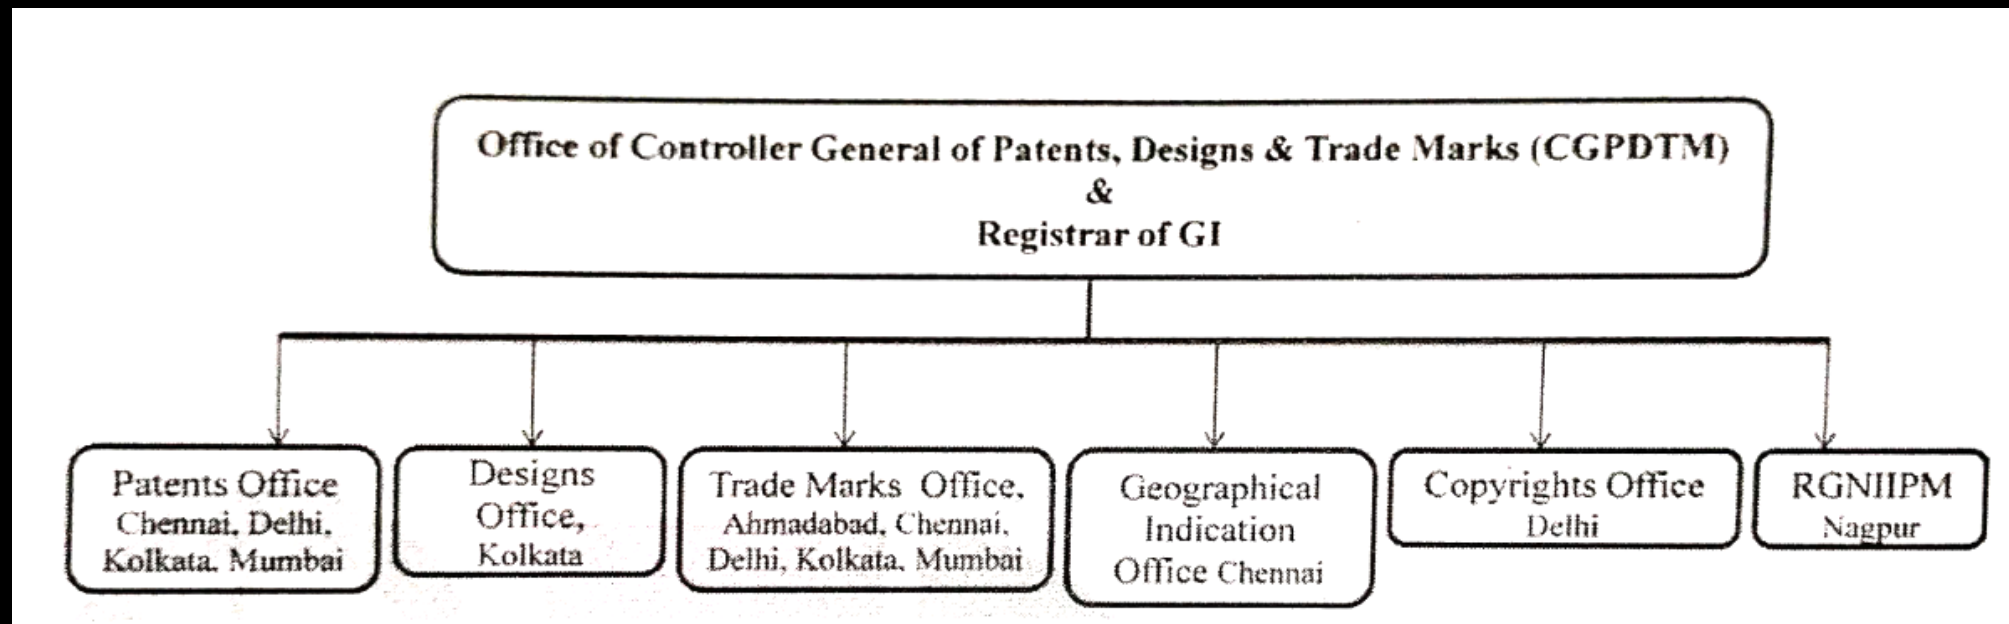 Office of Controller General of Patents, Designs & Trade Marks (CGPDTM)
&
Registrar of GI
Patents Office
Chennai, Delhi,
Kolkata, Mumbai
Designs
Office,
Kolkata
Trade Marks Office,
Ahmadabad, Chennai,
Delhi, Kolkata, Mumbai
Geographical
Indication
Office Chennai
Copyrights Office
Delhi
RGNIIPM
Nagpur